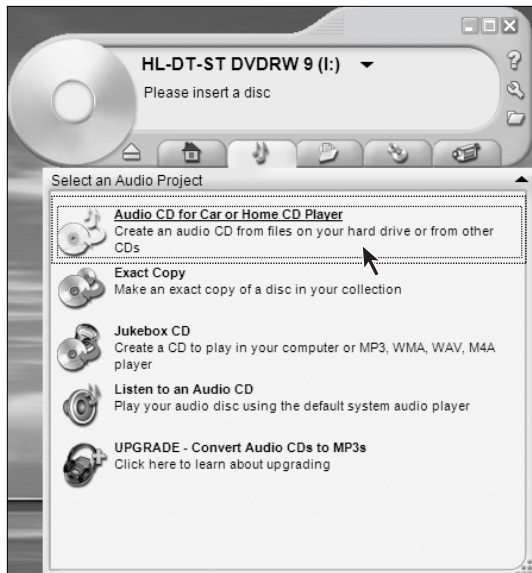 HL-DT-ST DVDRW 9 (I:)
Please insert a disc
Select an Audio Project
Audio CD for Car or Home CD Player
Create an audio CD from files on your hard drive or from other
CDs
Exact Copy
Make an exact copy of a disc in your collection
Jukebox CD
Create a CD to play in your computer or MP3, WMA, WAV, M4A
player
Listen to an Audio CD
Play your audio disc using the default system audio player
UPGRADE - Convert Audio CDs to MP3s
Click here to learn about upgrading